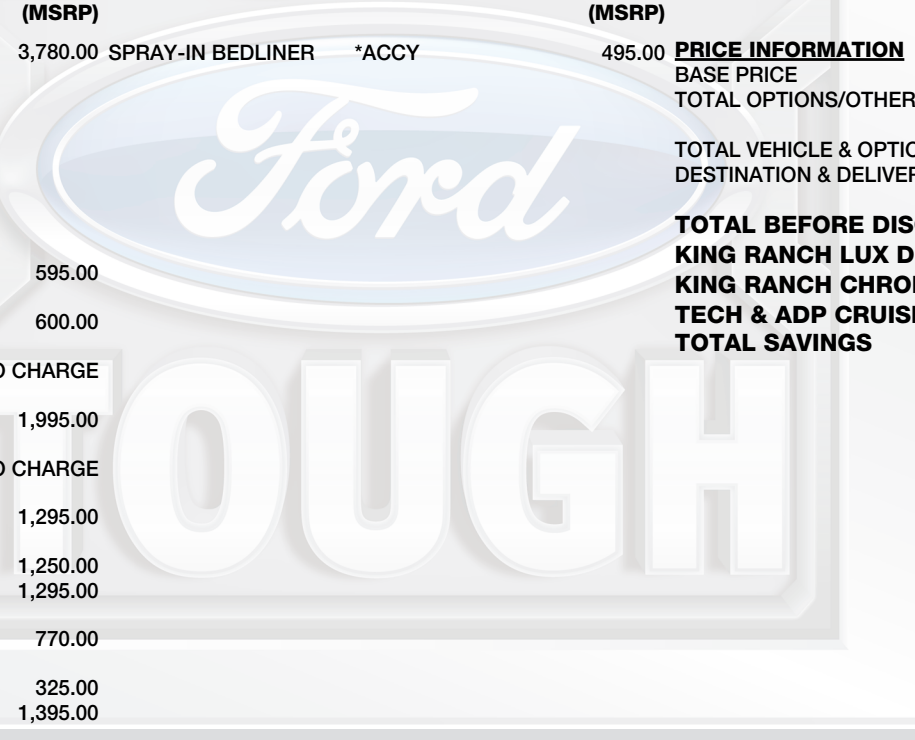 (MSRP)
(MSRP)
3,780.00 SPRAY-IN BEDLINER *ACCY 495.00
PRICE INFORMATION
BASE PRICE
TOTAL OPTIONS/OTHER
TOTAL VEHICLE & OPTIO
DESTINATION & DELIVER
TOTAL BEFORE DIS
KING RANCH LUX D
KING RANCH CHRO
TECH & ADP CRUIS
TOTAL SAVINGS
595.00
600.00
CHARGE
1,995.00
CHARGE
1,295.00
1,250.00
1,295.00
770.00
325.00
1,395.00
Ford
TOUGH